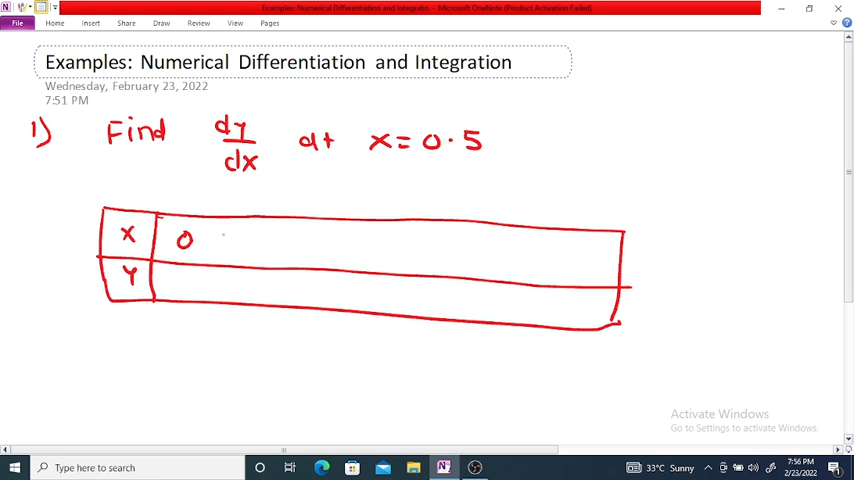 Examples: Numerical Differentiation and Integratio - Microsoft OneNote (Product Activation Failed)
File Home Insert Share Draw Review View Pages
Examples: Numerical Differentiation and Integration
Wednesday, February 23, 2022
7:51 PM
1) Find dy/dx at x = 0.5
X 0
Y
Activate Windows
Go to Settings to activate Windows.
Type here to search
33°C Sunny
7:56 PM
2/23/2022